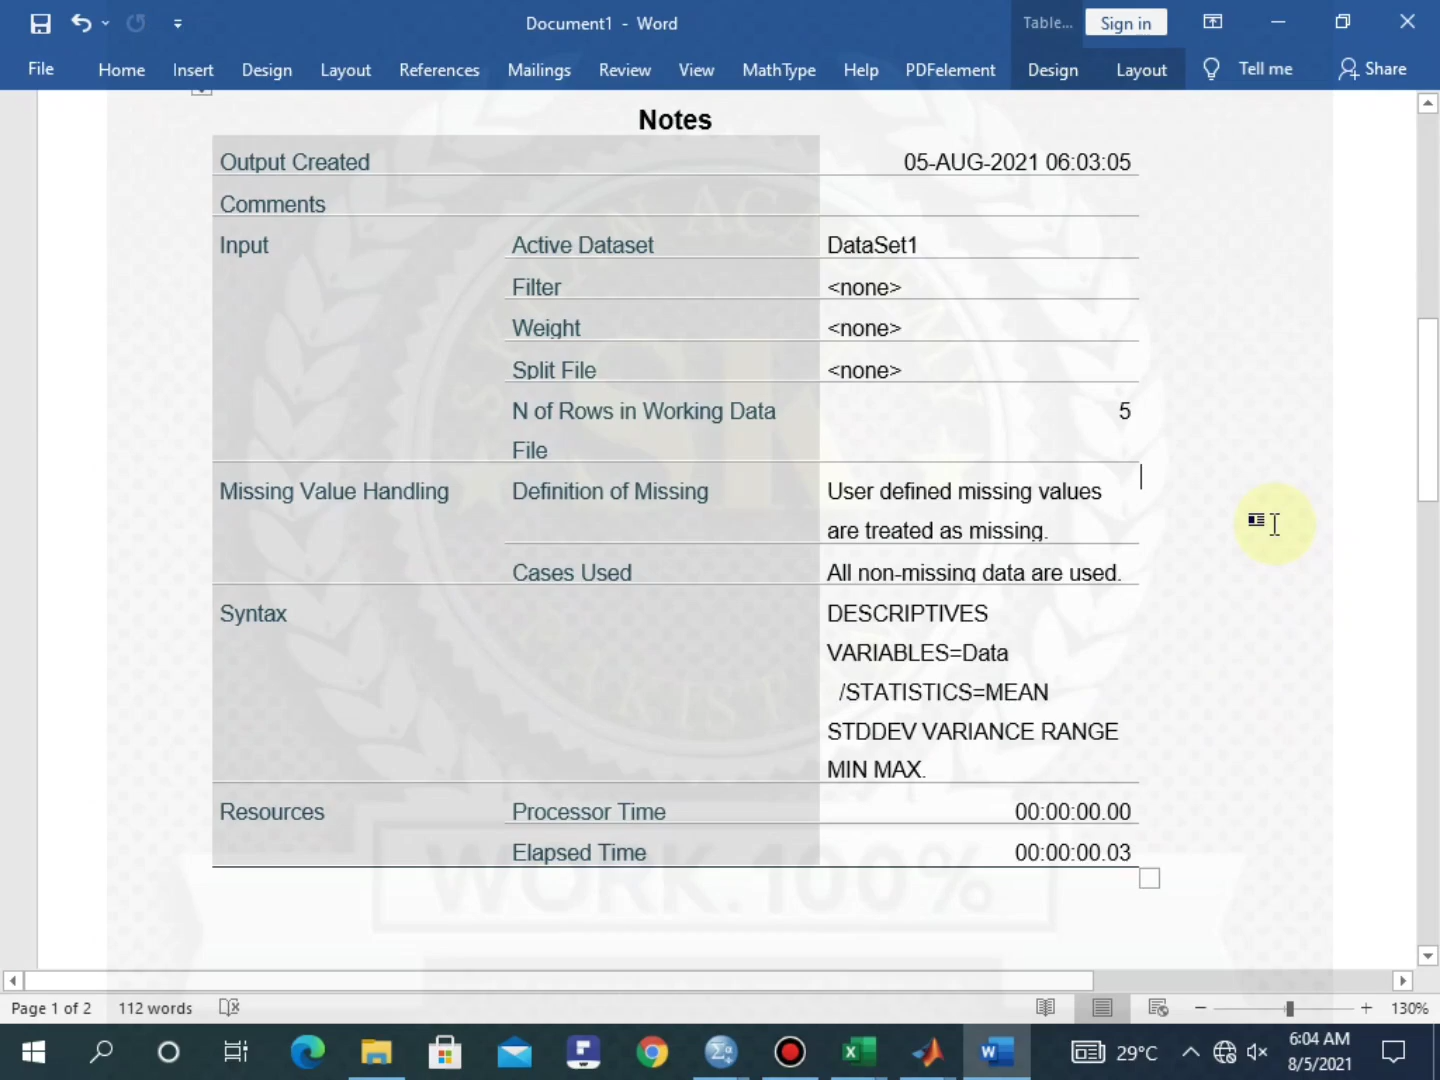 Document1 - Word
Table...
Sign in
File
Home
Insert
Design
Layout
References
Mailings
Review
View
MathType
Help
PDFelement
Design
Layout
Tell me
Share
Notes
Output Created 05-AUG-2021 06:03:05
Comments
Input Active Dataset DataSet1
Filter <none>
Weight <none>
Split File <none>
N of Rows in Working Data 5
File
Missing Value Handling Definition of Missing User defined missing values
are treated as missing.
Cases Used All non-missing data are used.
Syntax DESCRIPTIVES
VARIABLES=Data
/STATISTICS=MEAN
STDDEV VARIANCE RANGE
MIN MAX.
Resources Processor Time 00:00:00.00
Elapsed Time 00:00:00.03
WORK.100%
Page 1 of 2
112 words
130%
29°C
6:04 AM
8/5/2021